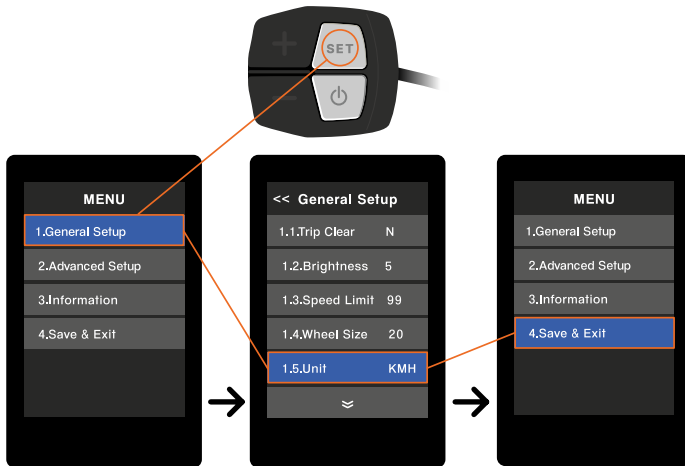 SET
MENU
1.General Setup
2.Advanced Setup
3.Information
4.Save & Exit
<< General Setup
1.1.Trip Clear N
1.2.Brightness 5
1.3.Speed Limit 99
1.4.Wheel Size 20
1.5.Unit KMH
MENU
1.General Setup
2.Advanced Setup
3.Information
4.Save & Exit